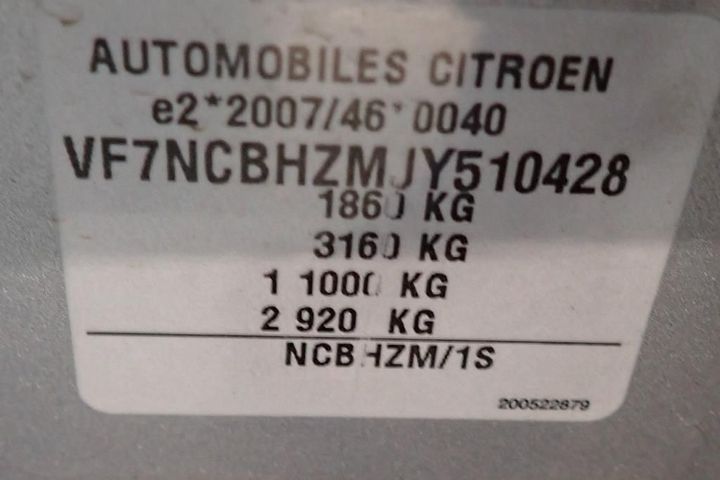 AUTOMOBILES CITROEN
e2*2007/46*0040
VF7NCBHZMJY510428
1860 KG
3160 KG
1 1000 KG
2 920 KG
NCBHZM/1S
200522879